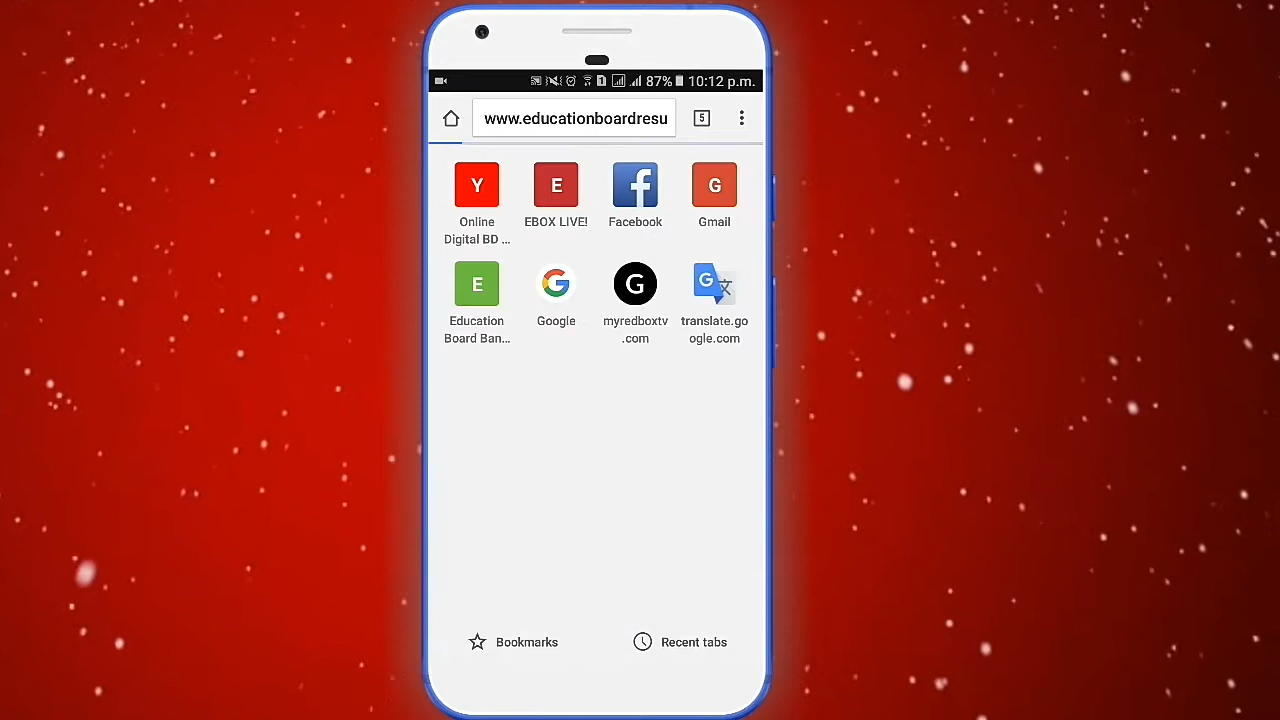 87% 10:12 p.m.
www.educationboardresu
5
Y
E
G
Online
Digital BD ...
EBOX LIVE!
Facebook
Gmail
E
G
G
Education
Board Ban...
Google
myredboxtv
.com
translate.go
ogle.com
Bookmarks
Recent tabs